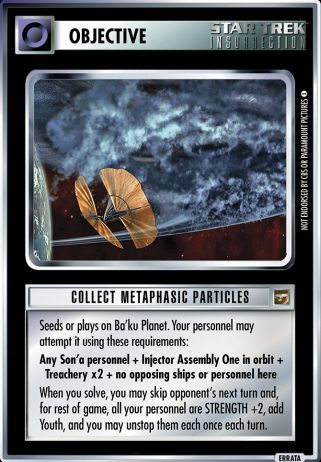 OBJECTIVE
STAR TREK
INSURRECTION
NOT ENDORSED BY CBS OR PARAMOUNT PICTURES
COLLECT METAPHASIC PARTICLES
Seeds or plays on Ba'ku Planet. Your personnel may
attempt it using these requirements:
Any Son'a personnel + Injector Assembly One in orbit +
Treachery x2 + no opposing ships or personnel here
When you solve, you may skip opponent's next turn and,
for rest of game, all your personnel are STRENGTH +2, add
Youth, and you may unstop them each once each turn.
ERRATA